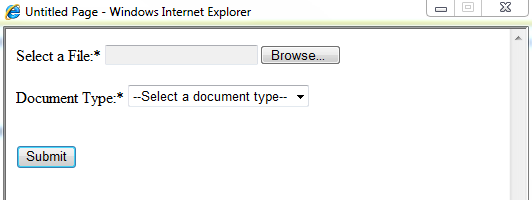 Untitled Page - Windows Internet Explorer
Select a File:* Browse...
Document Type:* --Select a document type--
Submit